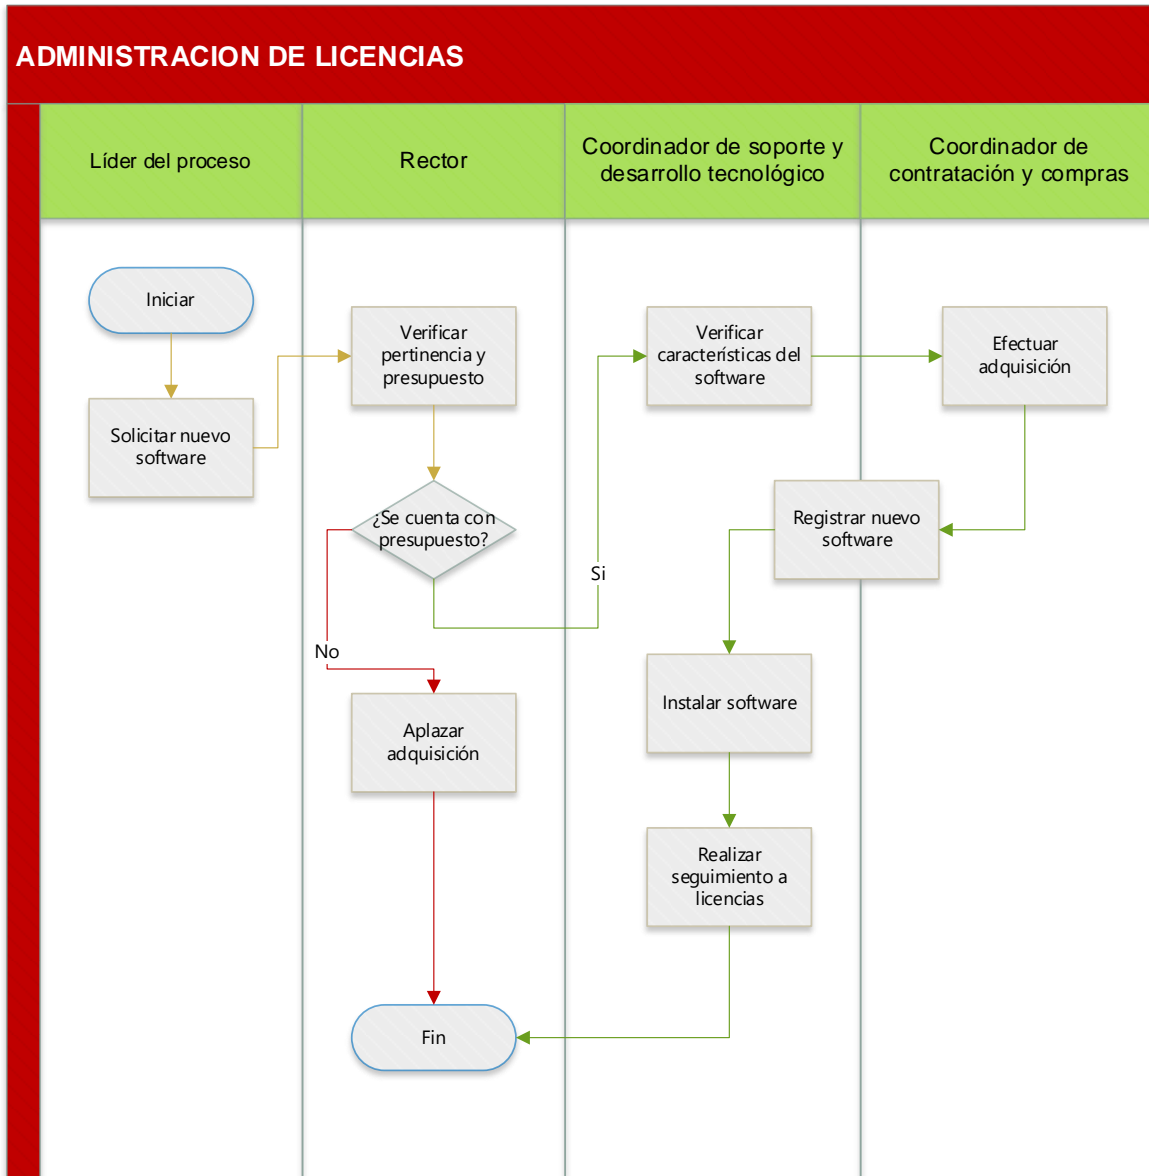 ADMINISTRACION DE LICENCIAS
Líder del proceso
Rector
Coordinador de soporte y
desarrollo tecnológico
Coordinador de
contratación y compras
Iniciar
Solicitar nuevo
software
Verificar
pertinencia y
presupuesto
¿Se cuenta con
presupuesto?
No
Si
Aplazar
adquisición
Verificar
características del
software
Efectuar
adquisición
Registrar nuevo
software
Instalar software
Realizar
seguimiento a
licencias
Fin